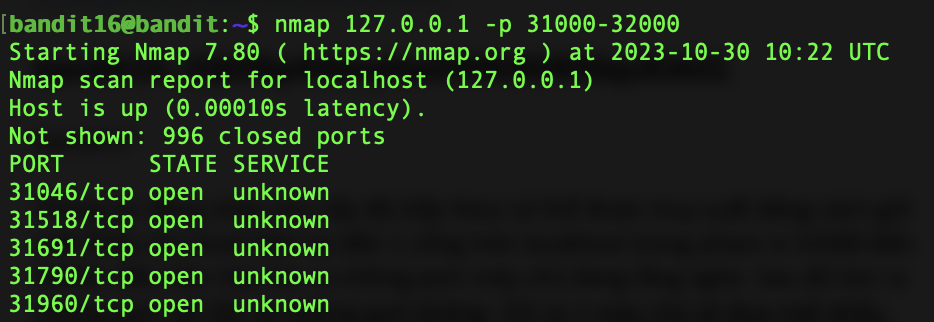 [bandit16@bandit:~$ nmap 127.0.0.1 -p 31000-32000
Starting Nmap 7.80 ( https://nmap.org ) at 2023-10-30 10:22 UTC
Nmap scan report for localhost (127.0.0.1)
Host is up (0.00010s latency).
Not shown: 996 closed ports
PORT      STATE SERVICE
31046/tcp open  unknown
31518/tcp open  unknown
31691/tcp open  unknown
31790/tcp open  unknown
31960/tcp open  unknown